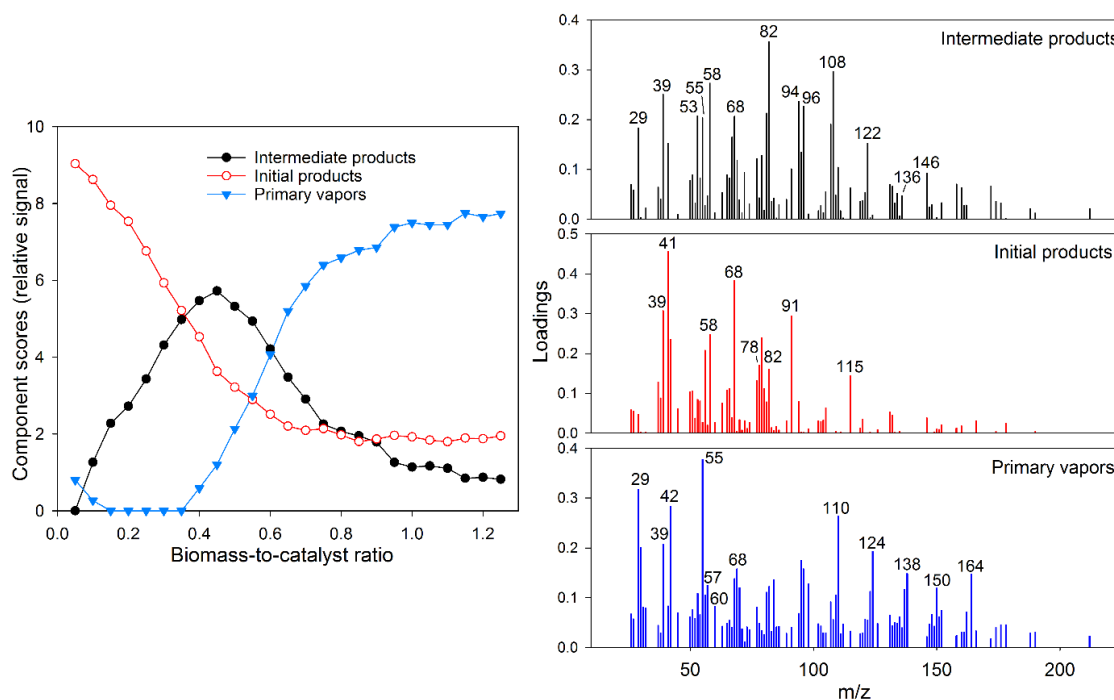 Component scores (relative signal)
10
8
6
4
2
0
Intermediate products
Initial products
Primary vapors
0.0 0.2 0.4 0.6 0.8 1.0 1.2
Biomass-to-catalyst ratio
Loadings
0.4
0.3
0.2
0.1
0.0
Intermediate products
29 39 53 55 58 68 82 94 96 108 122 136 146
0.5
0.4
0.3
0.2
0.1
0.0
Initial products
39 41 58 68 78 82 91 115
0.4
0.3
0.2
0.1
0.0
Primary vapors
29 39 42 55 57 60 68 110 124 138 150 164
50 100 150 200
m/z